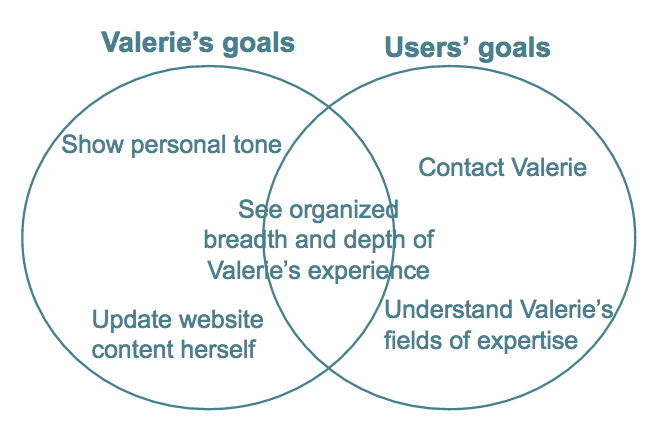 Valerie’s goals
Users’ goals
Show personal tone
Contact Valerie
See organized
breadth and depth of
Valerie’s experience
Update website
content herself
Understand Valerie’s
fields of expertise